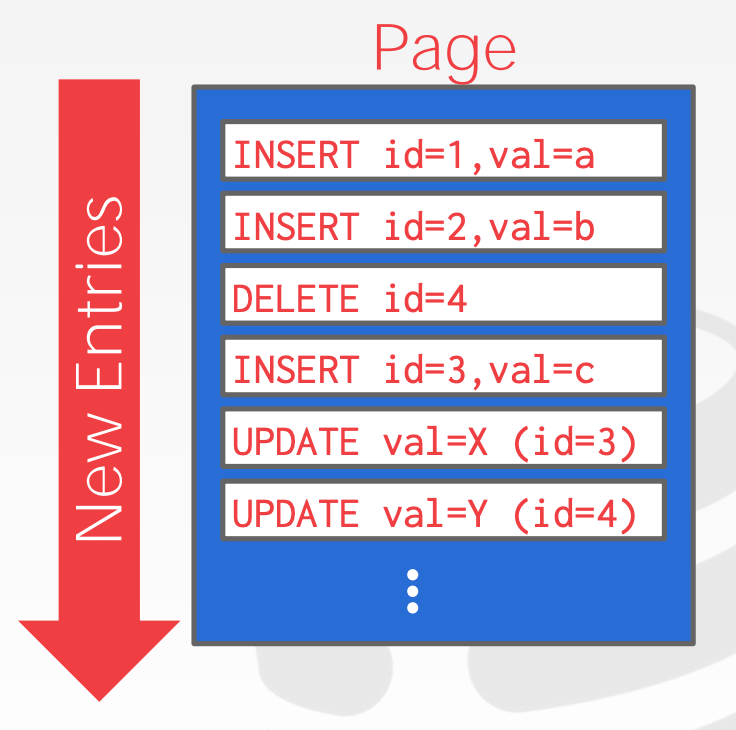 Page
New Entries
INSERT id=1,val=a
INSERT id=2,val=b
DELETE id=4
INSERT id=3,val=c
UPDATE val=X (id=3)
UPDATE val=Y (id=4)